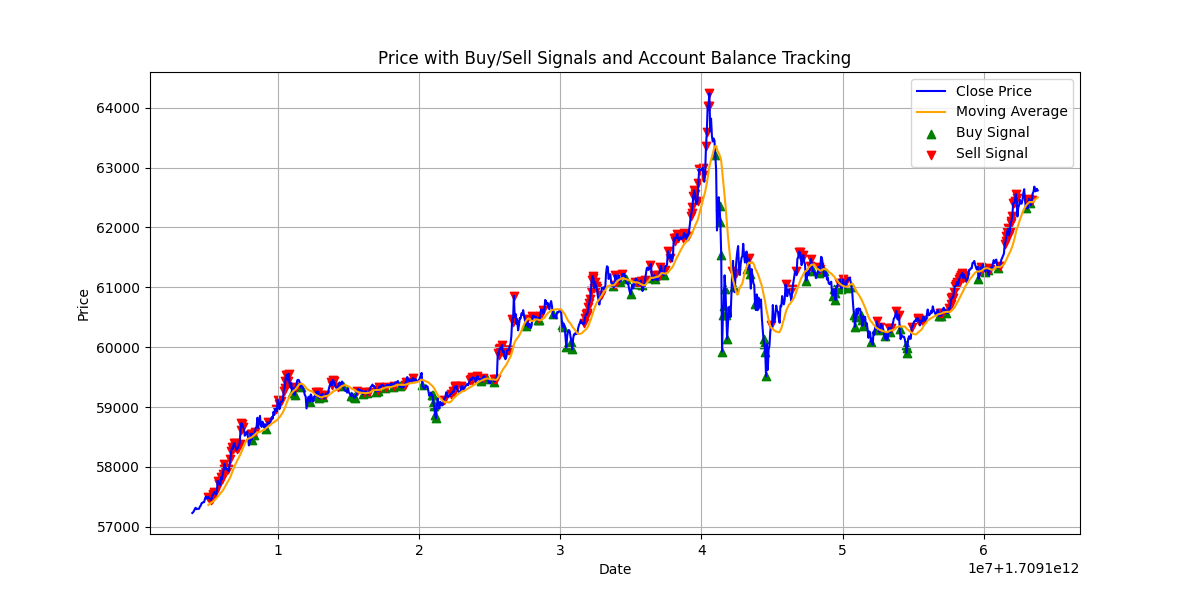 Price with Buy/Sell Signals and Account Balance Tracking
Close Price
Moving Average
Buy Signal
Sell Signal
64000
63000
62000
61000
60000
59000
58000
57000
Price
1
2
3
4
5
6
1e7+1.7091e12
Date